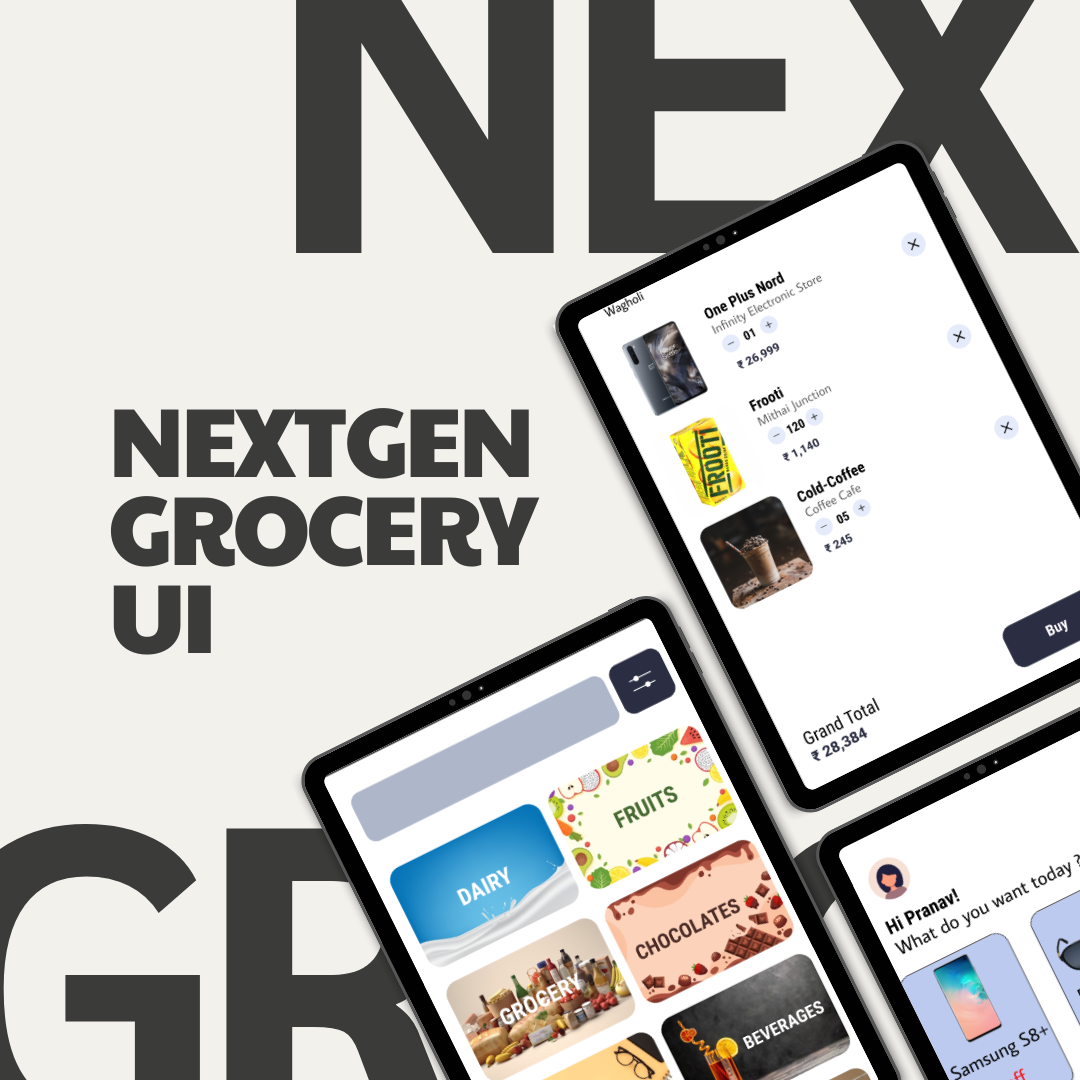 NEX
NEXTGEN
GROCERY
UI
Wagholi
One Plus Nord
Infinity Electronic Store
− 01 +
₹ 26,999
Frooti
Mithai Junction
− 120 +
₹ 1,140
FROOTI
Cold-Coffee
Coffee Cafe
− 05 +
₹ 245
Buy
Grand Total
₹ 28,384
DAIRY
FRUITS
GROCERY
CHOCOLATES
BEVERAGES
Hi Pranav!
What do you want today ?
Samsung S8+
ff
GR